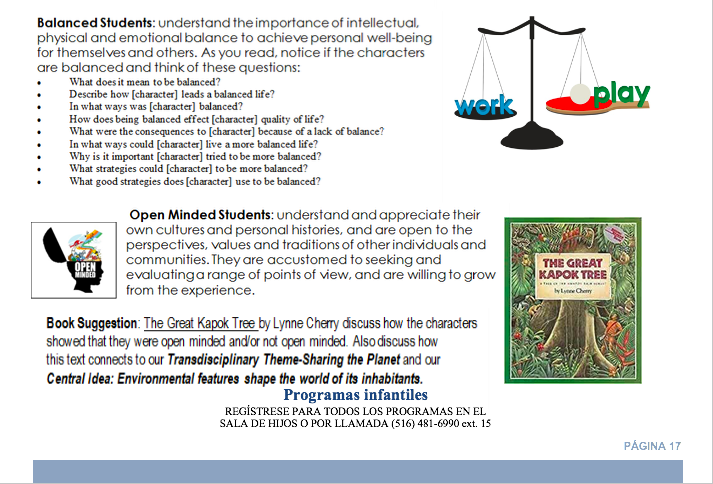 Balanced Students: understand the importance of intellectual,
physical and emotional balance to achieve personal well-being
for themselves and others. As you read, notice if the characters
are balanced and think of these questions:
• What does it mean to be balanced?
• Describe how [character] leads a balanced life?
• In what ways was [character] balanced?
• How does being balanced effect [character] quality of life?
• What were the consequences to [character] because of a lack of balance?
• In what ways could [character] live a more balanced life?
• Why is it important [character] tried to be more balanced?
• What strategies could [character] to be more balanced?
• What good strategies does [character] use to be balanced?
work
play
Open Minded Students: understand and appreciate their
own cultures and personal histories, and are open to the
perspectives, values and traditions of other individuals and
communities. They are accustomed to seeking and
evaluating a range of points of view, and are willing to grow
from the experience.
OPEN
MINDED
THE GREAT
KAPOK TREE
A TALE OF THE AMAZON RAIN FOREST
by Lynne Cherry
Book Suggestion: The Great Kapok Tree by Lynne Cherry discuss how the characters
showed that they were open minded and/or not open minded. Also discuss how
this text connects to our Transdisciplinary Theme-Sharing the Planet and our
Central Idea: Environmental features shape the world of its inhabitants.
Programas infantiles
REGÍSTRESE PARA TODOS LOS PROGRAMAS EN EL
SALA DE HIJOS O POR LLAMADA (516) 481-6990 ext. 15
PÁGINA 17